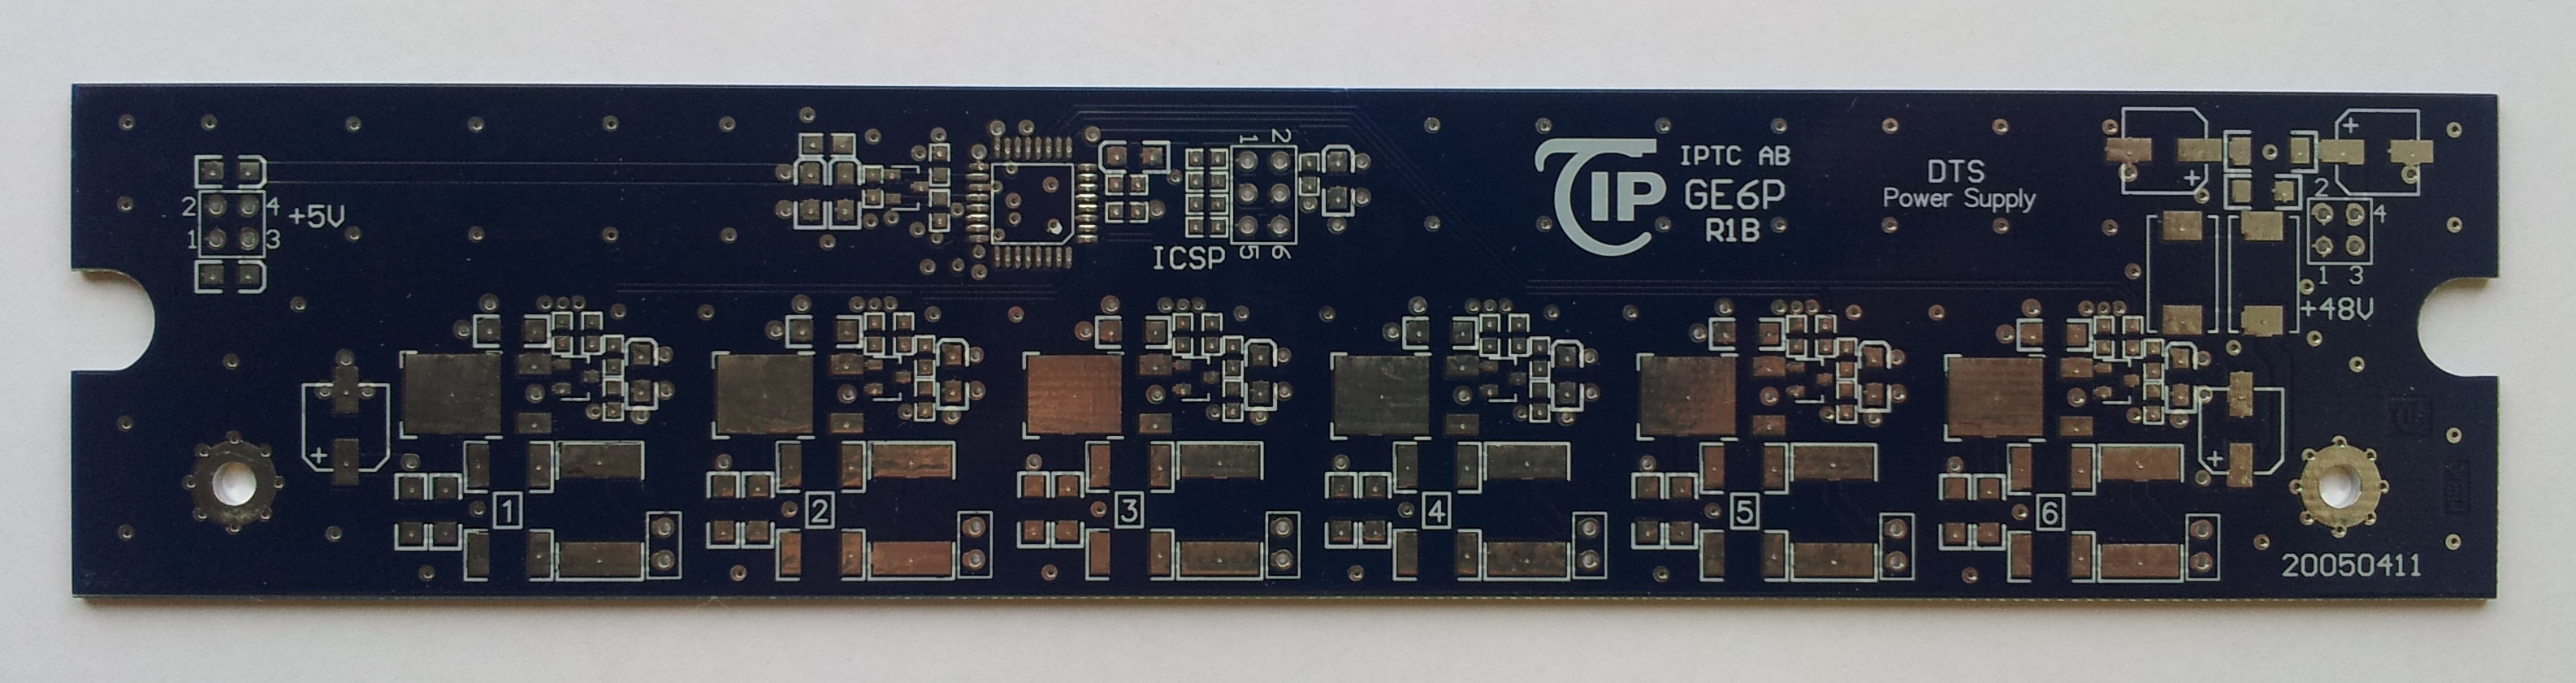 1 2
3 4
+5V
+
1
2
3
4
5
6
ICSP
1
2
5
6
TIP
IPTC AB
GE6P
R1B
DTS
Power Supply
+
+
+
+48V
1 2
3 4
20050411